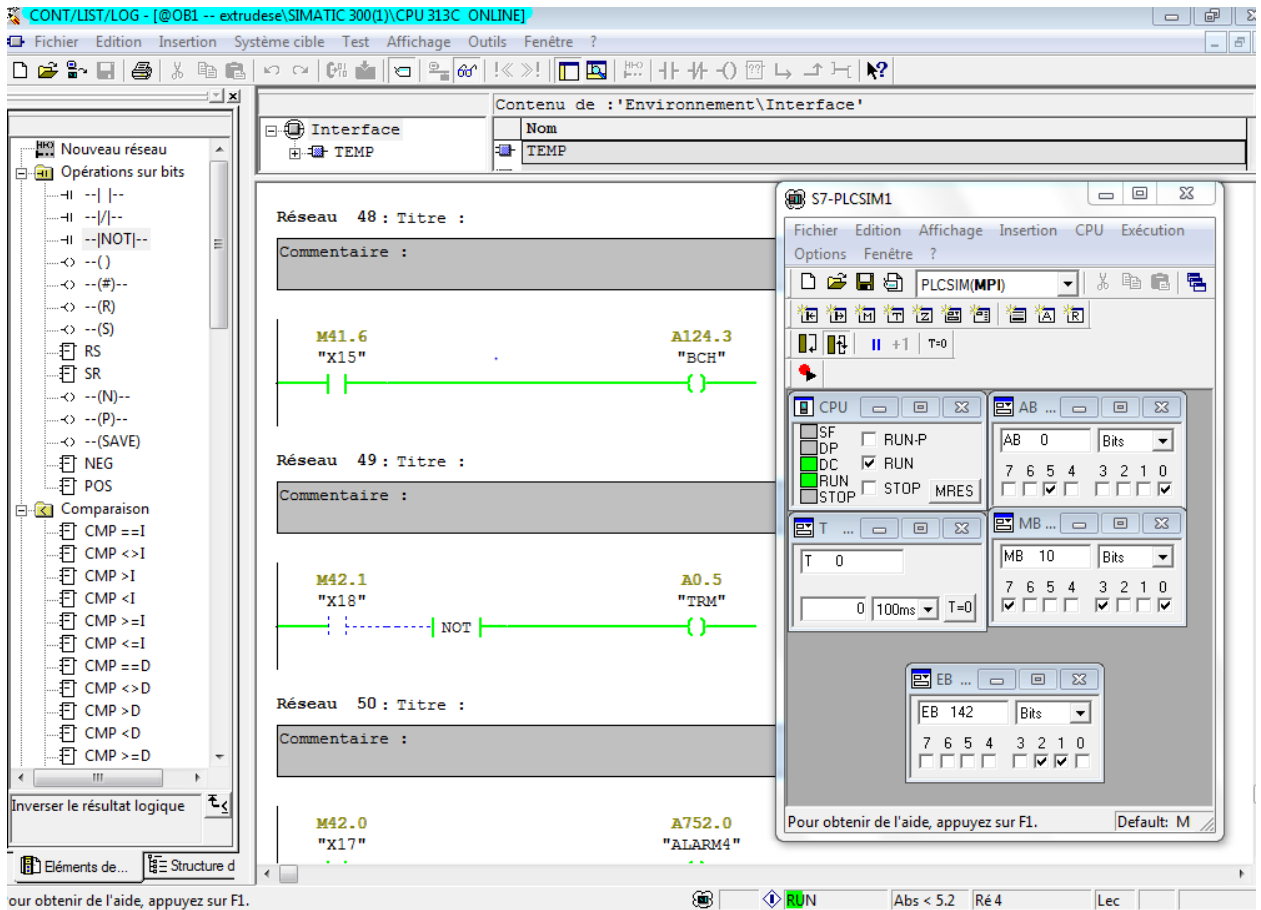 CONT/LIST/LOG - [@OB1 -- extrudese\SIMATIC 300(1)\CPU 313C ONLINE]
Fichier Edition Insertion Système cible Test Affichage Outils Fenêtre ?
Contenu de :'Environnement\Interface'
Interface
TEMP
Nom
TEMP
Nouveau réseau
Opérations sur bits
--| |--
--|/|--
--|NOT|--
--( )
--(#)--
--(R)
--(S)
RS
SR
--(N)--
--(P)--
--(SAVE)
NEG
POS
Comparaison
CMP ==I
CMP <>I
CMP >I
CMP <I
CMP >=I
CMP <=I
CMP ==D
CMP <>D
CMP >D
CMP <D
CMP >=D
Inverser le résultat logique
Eléments de...
Structure d
Réseau 48 : Titre :
Commentaire :
M41.6 A124.3
"X15" "BCH"
Réseau 49 : Titre :
Commentaire :
M42.1 A0.5
"X18" "TRM"
NOT
Réseau 50 : Titre :
Commentaire :
M42.0 A752.0
"X17" "ALARM4"
S7-PLCSIM1
Fichier Edition Affichage Insertion CPU Exécution
Options Fenêtre ?
PLCSIM(MPI)
+1 T=0
CPU
SF
DP
DC
RUN
STOP
RUN-P
RUN
STOP
MRES
AB ...
AB 0 Bits
7 6 5 4 3 2 1 0
T ...
T 0
0 100ms T=0
MB ...
MB 10 Bits
7 6 5 4 3 2 1 0
EB ...
EB 142 Bits
7 6 5 4 3 2 1 0
Pour obtenir de l'aide, appuyez sur F1. Default: M
our obtenir de l'aide, appuyez sur F1.
RUN Abs < 5.2 Ré 4 Lec